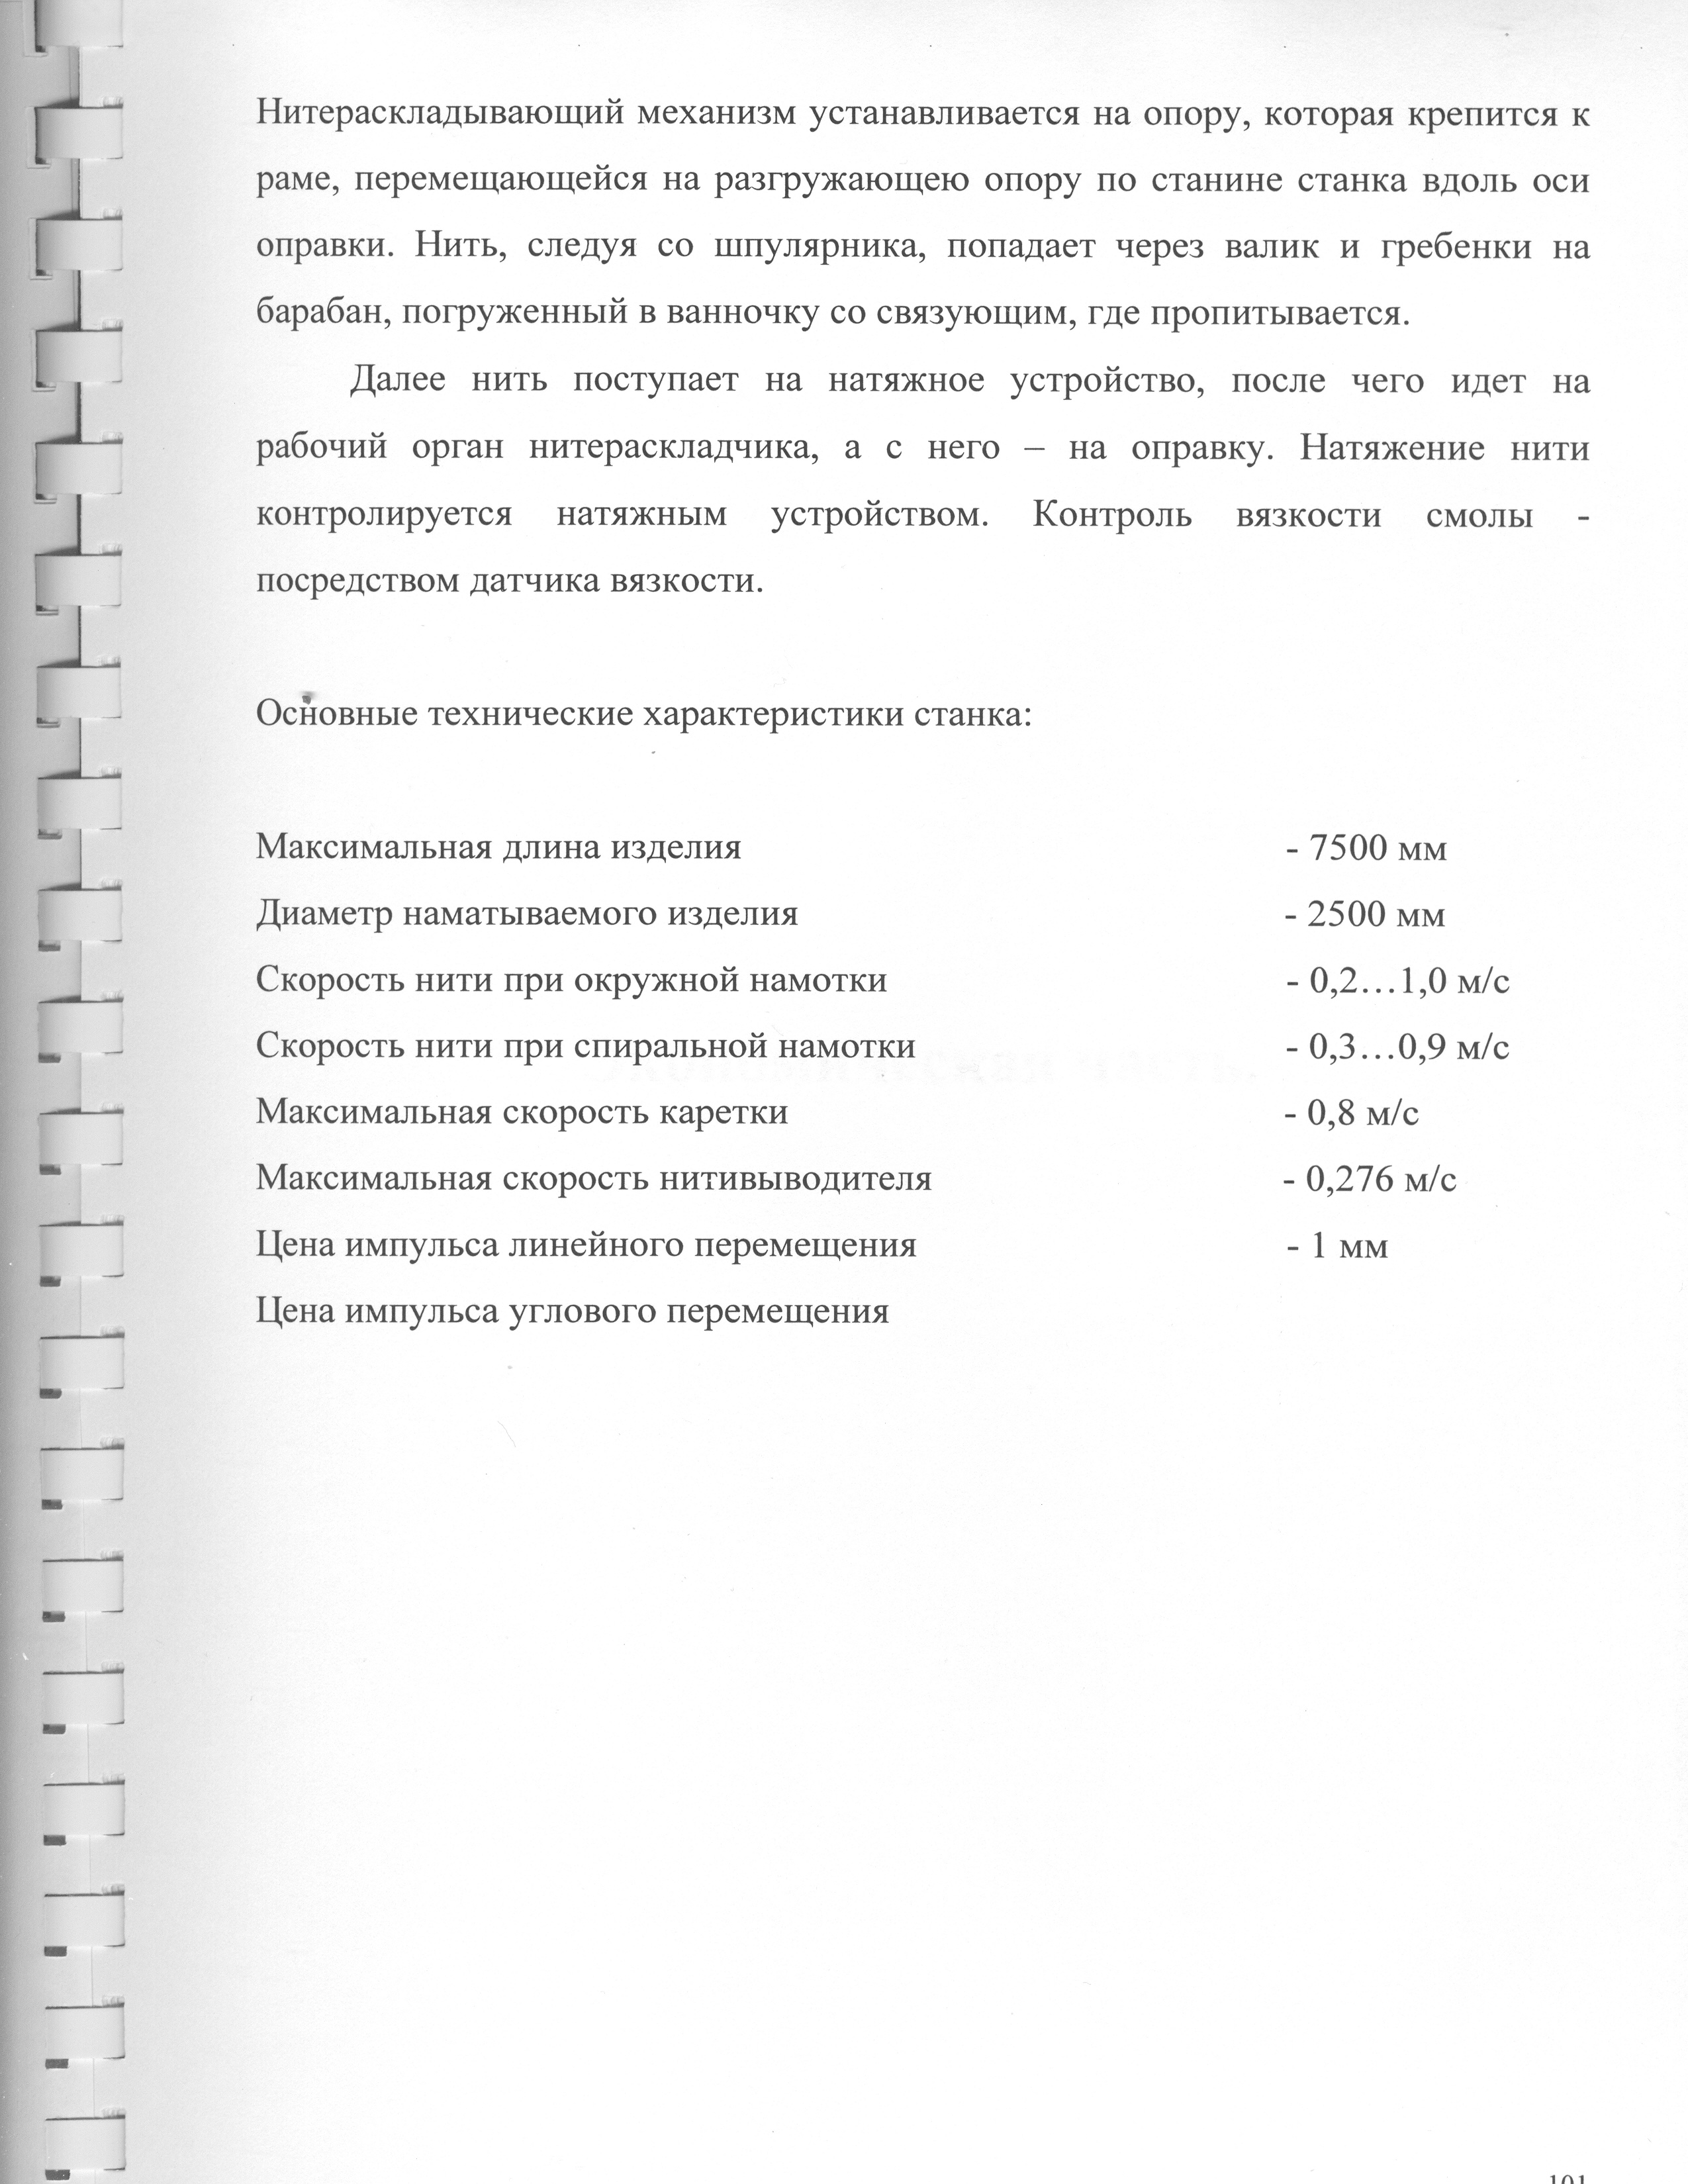 Нитераскладывающий механизм устанавливается на опору, которая крепится к
раме, перемещающейся на разгружающею опору по станине станка вдоль оси
оправки. Нить, следуя со шпулярника, попадает через валик и гребенки на
барабан, погруженный в ванночку со связующим, где пропитывается.
Далее нить поступает на натяжное устройство, после чего идет на
рабочий орган нитераскладчика, а с него – на оправку. Натяжение нити
контролируется натяжным устройством. Контроль вязкости смолы -
посредством датчика вязкости.
Основные технические характеристики станка:
Максимальная длина изделия - 7500 мм
Диаметр наматываемого изделия - 2500 мм
Скорость нити при окружной намотки - 0,2…1,0 м/с
Скорость нити при спиральной намотки - 0,3…0,9 м/с
Максимальная скорость каретки - 0,8 м/с
Максимальная скорость нитивыводителя - 0,276 м/с
Цена импульса линейного перемещения - 1 мм
Цена импульса углового перемещения
101